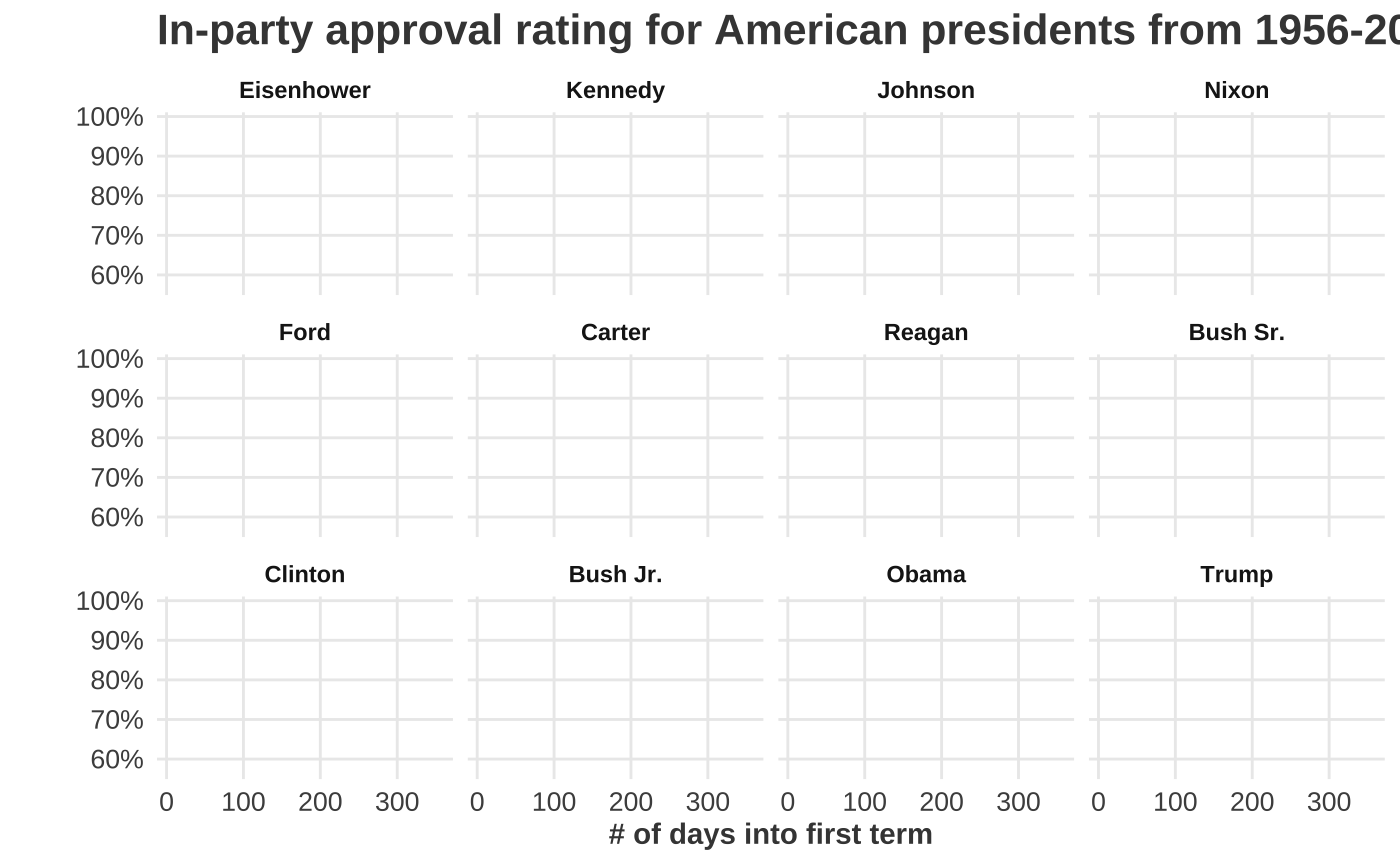 In-party approval rating for American presidents from 1956-20
Eisenhower Kennedy Johnson Nixon
100%
90%
80%
70%
60%
Ford Carter Reagan Bush Sr.
100%
90%
80%
70%
60%
Clinton Bush Jr. Obama Trump
100%
90%
80%
70%
60%
0 100 200 300 0 100 200 300 0 100 200 300 0 100 200 300
# of days into first term